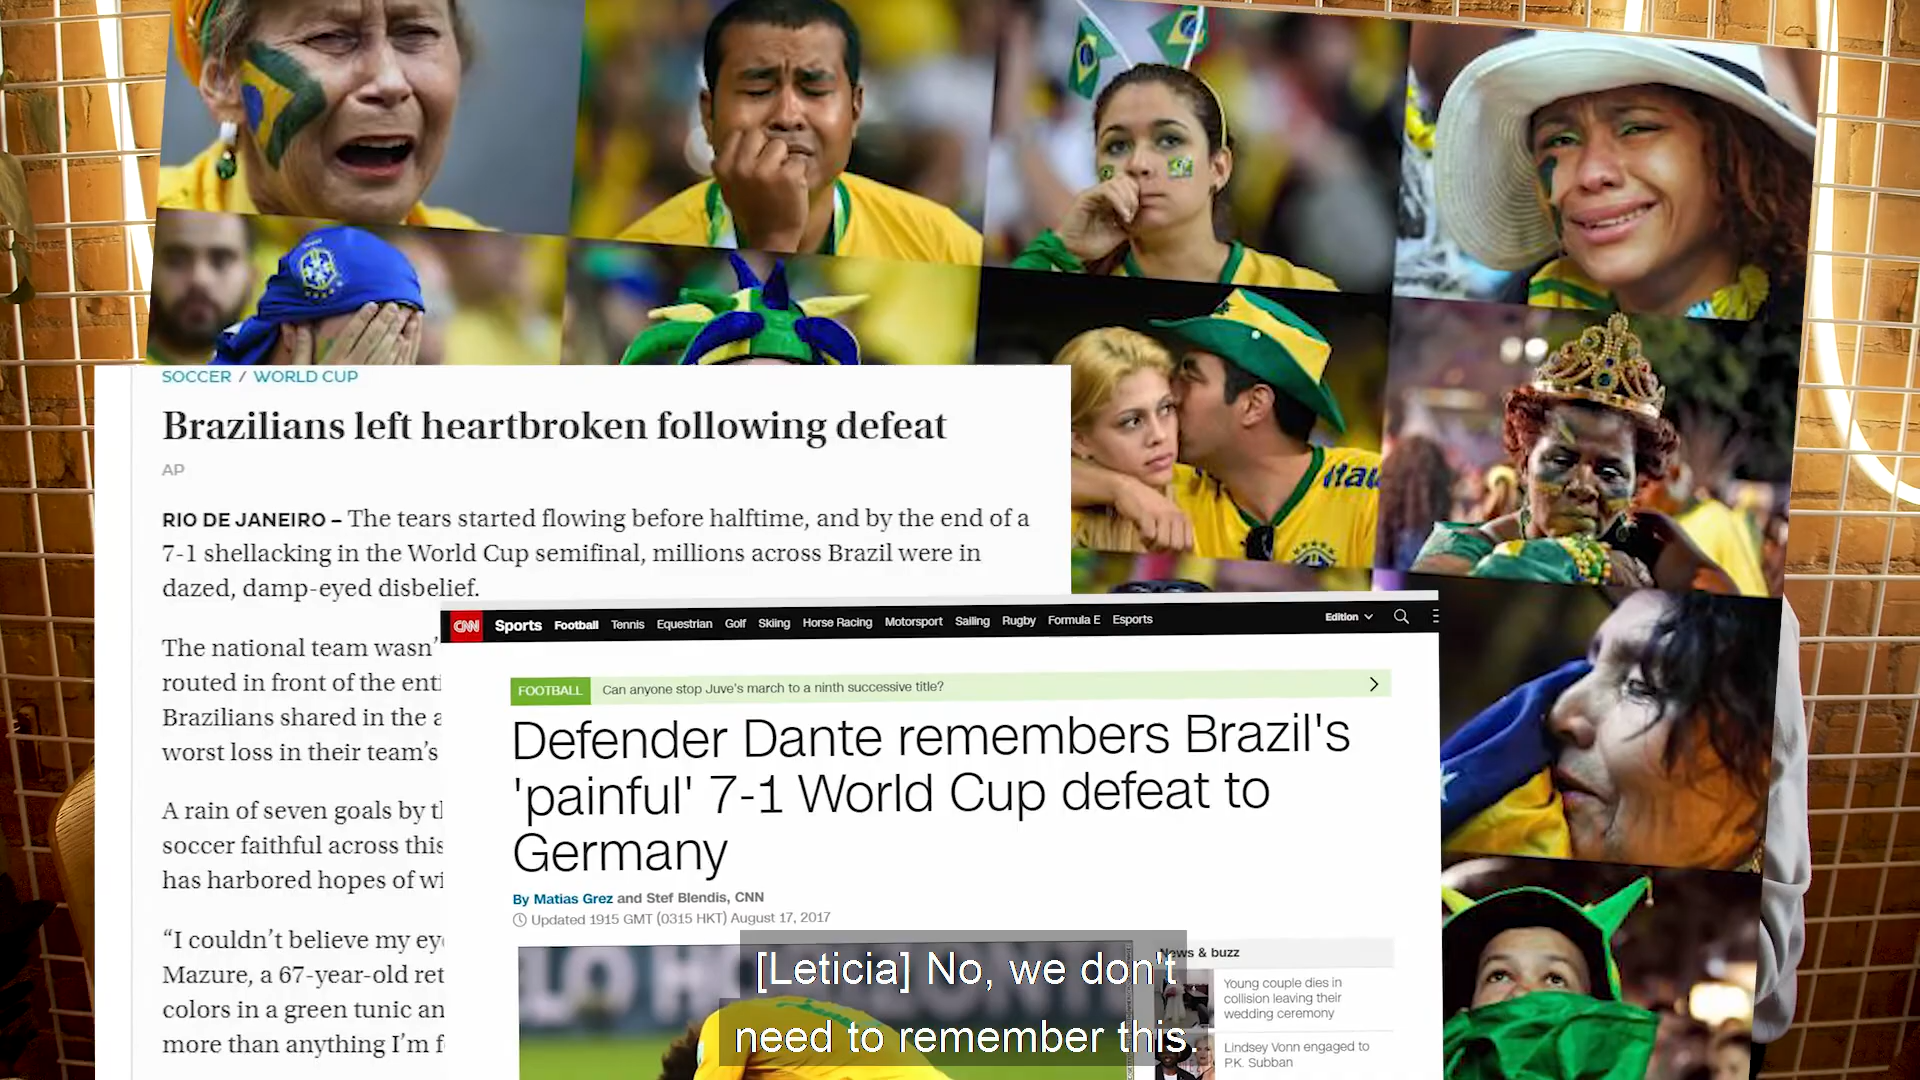 Itaú
SOCCER / WORLD CUP
Brazilians left heartbroken following defeat
AP
RIO DE JANEIRO – The tears started flowing before halftime, and by the end of a
7-1 shellacking in the World Cup semifinal, millions across Brazil were in
dazed, damp-eyed disbelief.
The national team wasn’
routed in front of the enti
Brazilians shared in the a
worst loss in their team’s
A rain of seven goals by tl
soccer faithful across this
has harbored hopes of wi
“I couldn’t believe my eye
Mazure, a 67-year-old ret
colors in a green tunic an
more than anything I’m f
CNN Sports Football Tennis Equestrian Golf Skiing Horse Racing Motorsport Sailing Rugby Formula E Esports Edition
FOOTBALL Can anyone stop Juve's march to a ninth successive title?
Defender Dante remembers Brazil's
'painful' 7-1 World Cup defeat to
Germany
By Matias Grez and Stef Blendis, CNN
Updated 1915 GMT (0315 HKT) August 17, 2017
LO HORIZONT
News & buzz
Young couple dies in
collision leaving their
wedding ceremony
Lindsey Vonn engaged to
P.K. Subban
[Leticia] No, we don't
need to remember this.